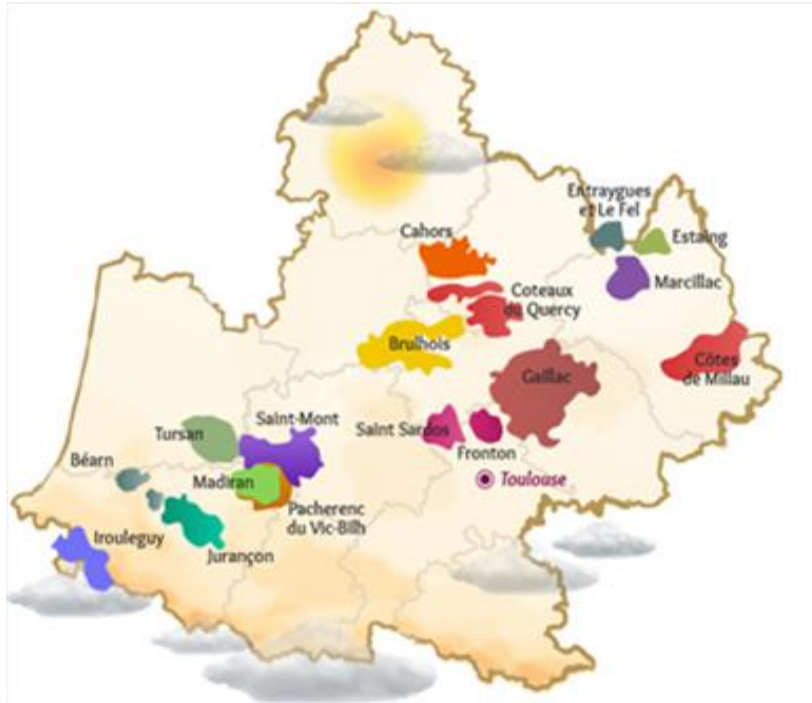 Entraygues
et Le Fel
Cahors
Estaing
Marcillac
Coteaux
du Quercy
Brulhois
Côtes
de Millau
Gaillac
Saint-Mont
Tursan
Saint Sardos
Fronton
Béarn
Madiran
Toulouse
Pacherenc
du Vic-Bilh
Irouleguy
Jurançon